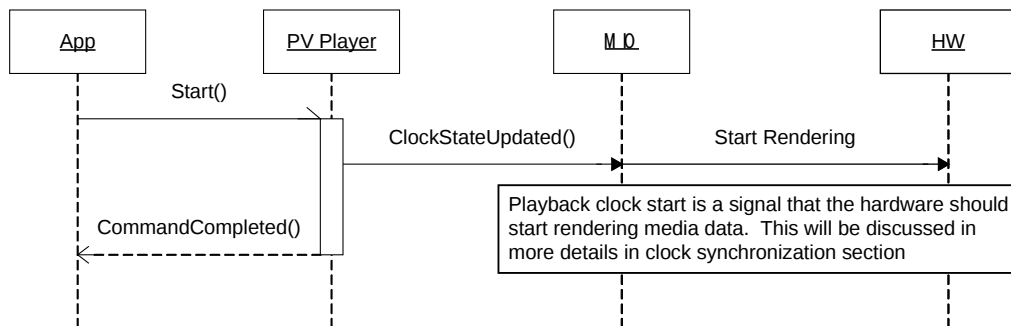 App
PV Player
MIO
HW
Start()
ClockStateUpdated()
Start Rendering
Playback clock start is a signal that the hardware should
start rendering media data.  This will be discussed in
more details in clock synchronization section
CommandCompleted()